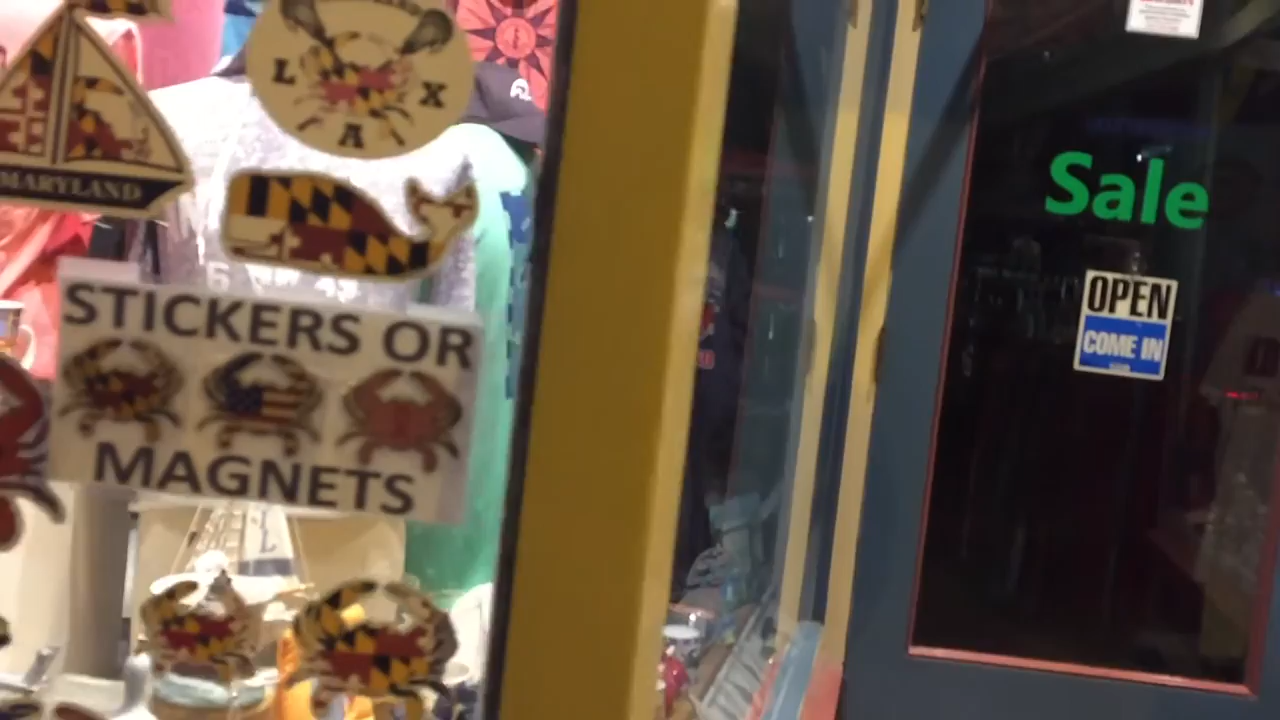 L
X
A
MARYLAND
STICKERS OR
MAGNETS
Sale
OPEN
COME IN